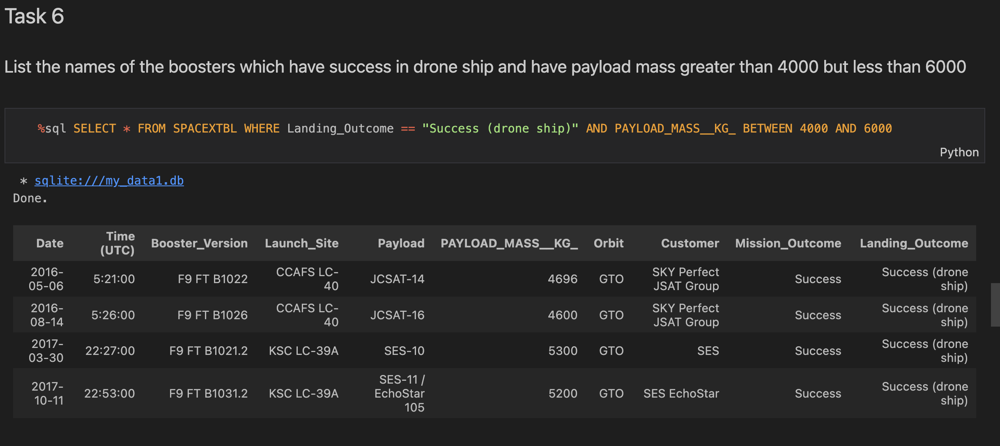 Task 6
List the names of the boosters which have success in drone ship and have payload mass greater than 4000 but less than 6000
%sql SELECT * FROM SPACEXTBL WHERE Landing_Outcome == "Success (drone ship)" AND PAYLOAD_MASS__KG_ BETWEEN 4000 AND 6000
Python
* sqlite:///my_data1.db
Done.
Date Time (UTC) Booster_Version Launch_Site Payload PAYLOAD_MASS__KG_ Orbit Customer Mission_Outcome Landing_Outcome
2016-05-06 5:21:00 F9 FT B1022 CCAFS LC-40 JCSAT-14 4696 GTO SKY Perfect JSAT Group Success Success (drone ship)
2016-08-14 5:26:00 F9 FT B1026 CCAFS LC-40 JCSAT-16 4600 GTO SKY Perfect JSAT Group Success Success (drone ship)
2017-03-30 22:27:00 F9 FT B1021.2 KSC LC-39A SES-10 5300 GTO SES Success Success (drone ship)
2017-10-11 22:53:00 F9 FT B1031.2 KSC LC-39A SES-11 / EchoStar 105 5200 GTO SES EchoStar Success Success (drone ship)